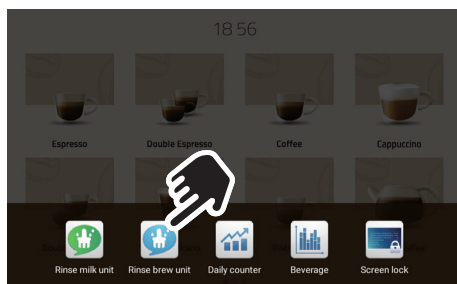 18 56
Espresso Double Espresso Coffee Cappuccino
Rinse milk unit Rinse brew unit Daily counter Beverage Screen lock